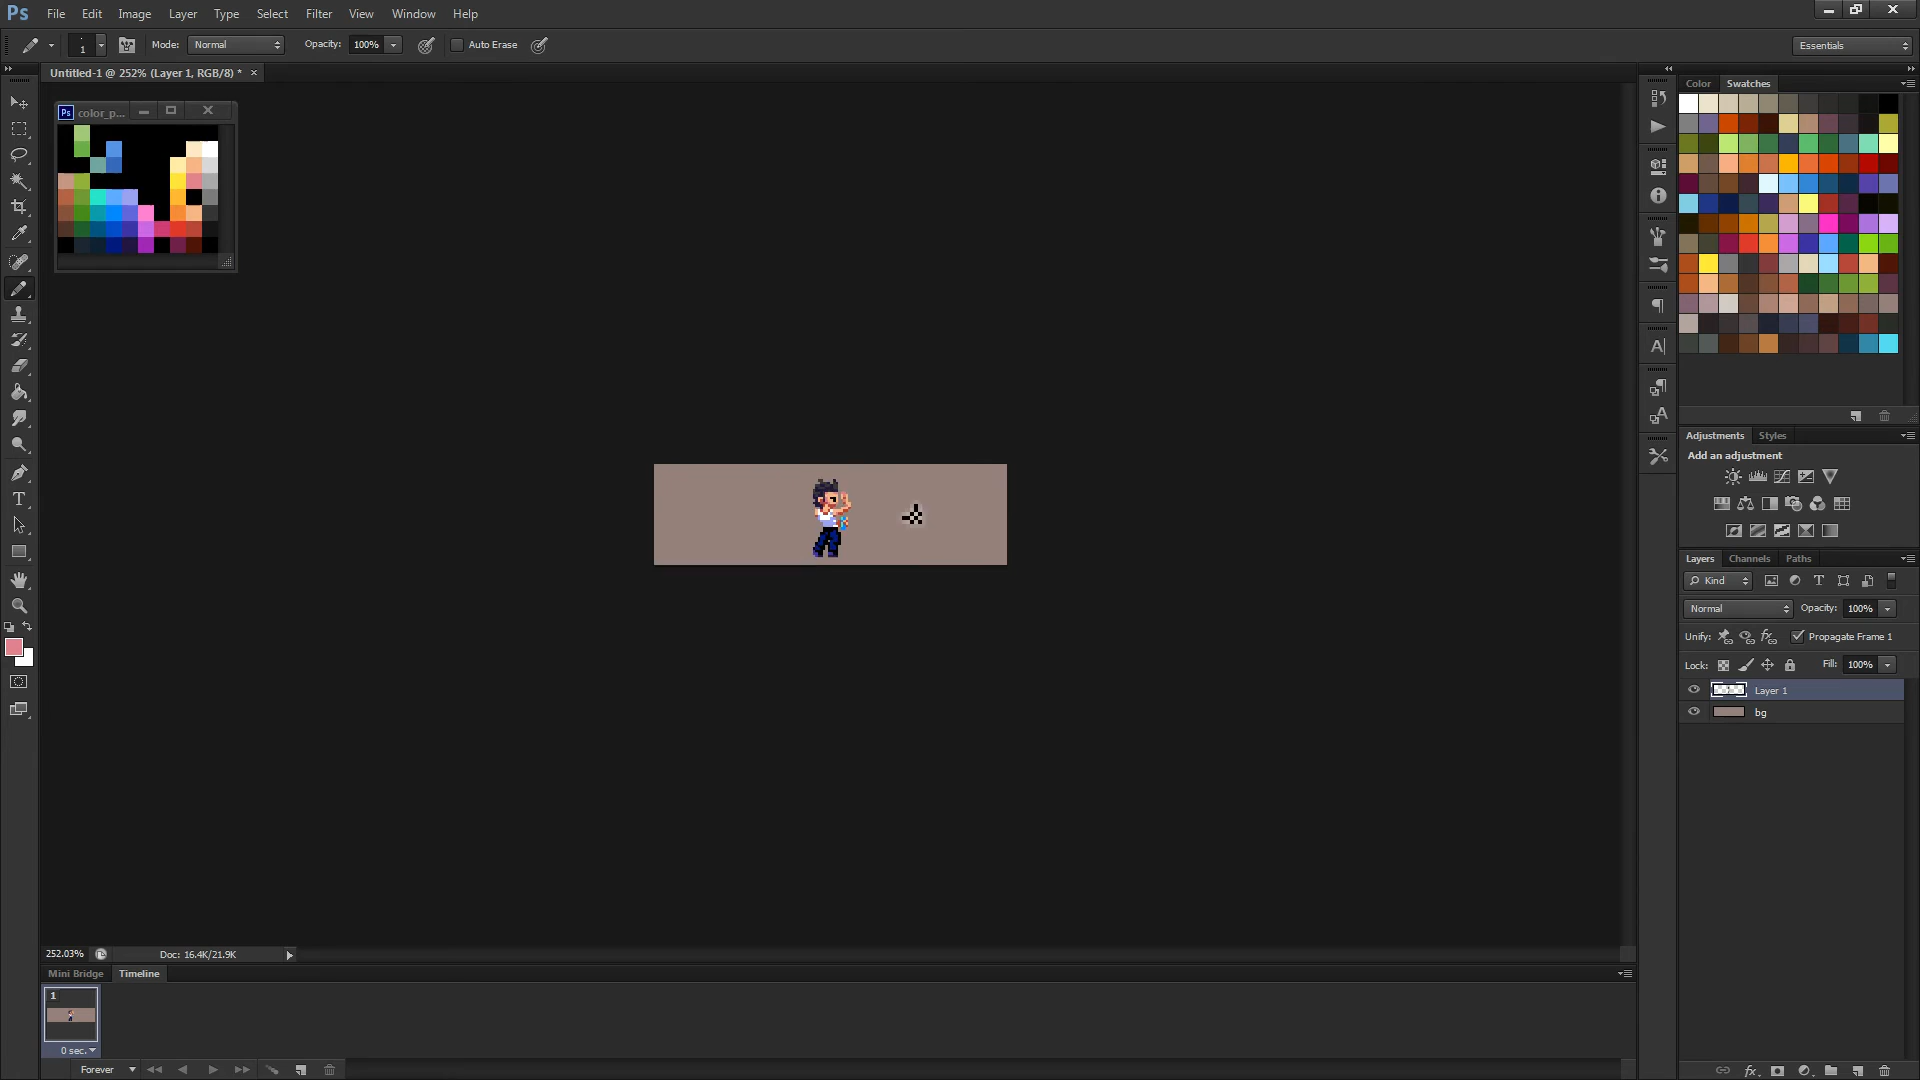 Ps File Edit Image Layer Type Select Filter View Window Help
1 Mode: Normal Opacity: 100% Auto Erase Essentials
Untitled-1 @ 252% (Layer 1, RGB/8) * ×
Ps color_p...
Color Swatches
Adjustments Styles
Add an adjustment
Layers Channels Paths
Kind
Normal Opacity: 100%
Unify: Propagate Frame 1
Lock: Fill: 100%
Layer 1
bg
252.03% Doc: 16.4K/21.9K
Mini Bridge Timeline
1
0 sec.
Forever